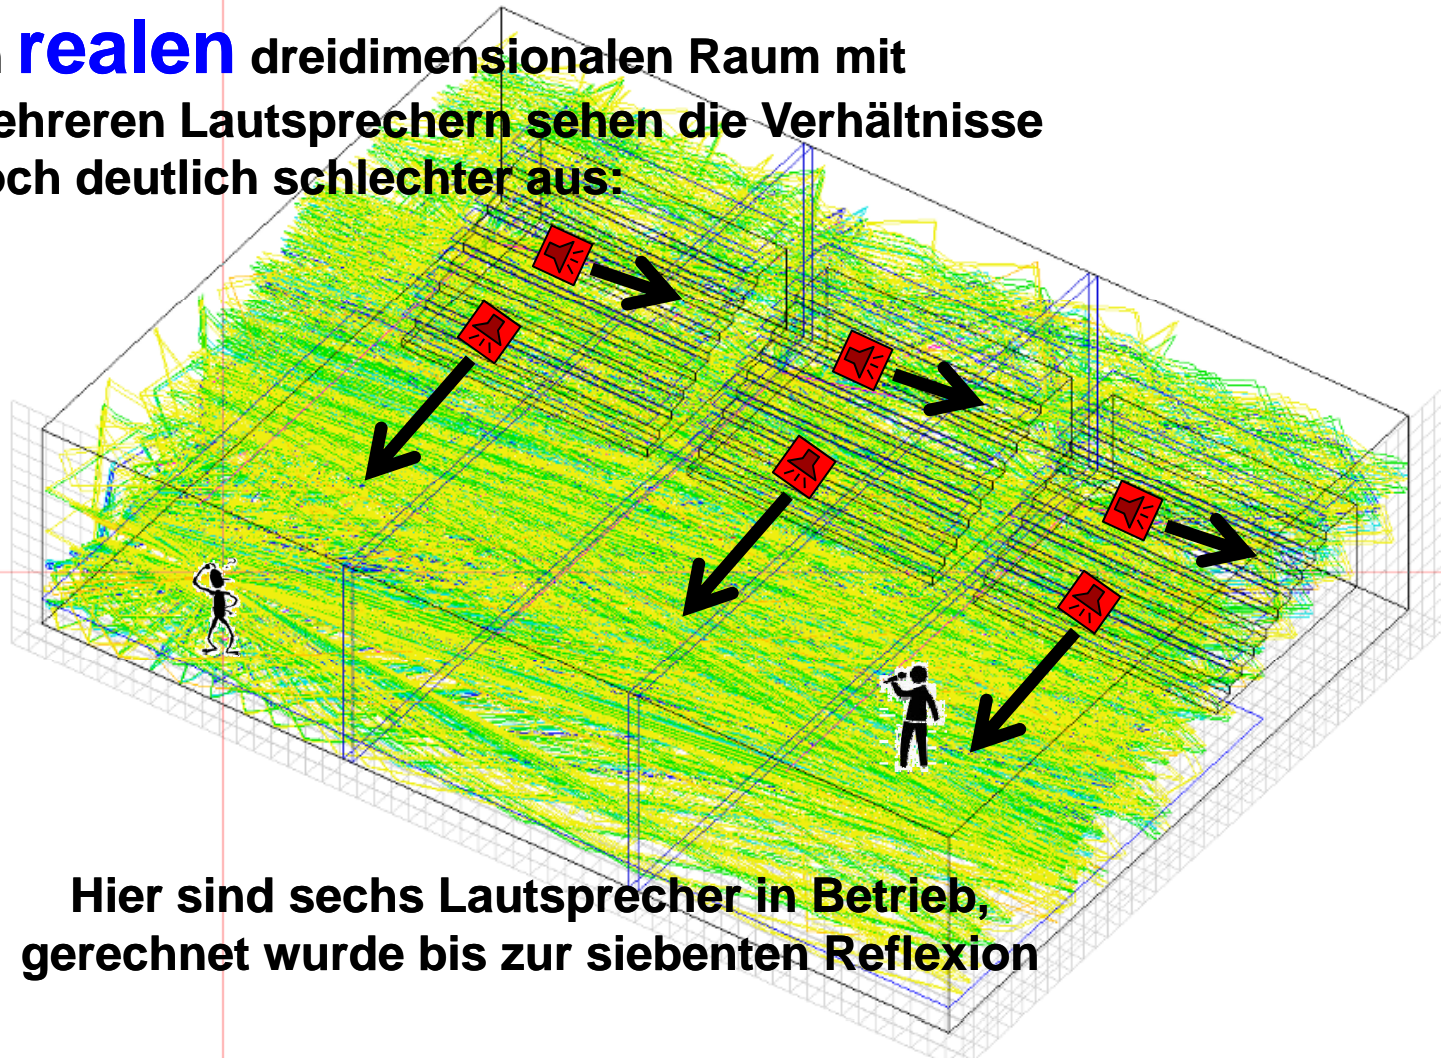 realen dreidimensionalen Raum mit
ehreren Lautsprechern sehen die Verhältnisse
och deutlich schlechter aus:
Hier sind sechs Lautsprecher in Betrieb,
gerechnet wurde bis zur siebenten Reflexion